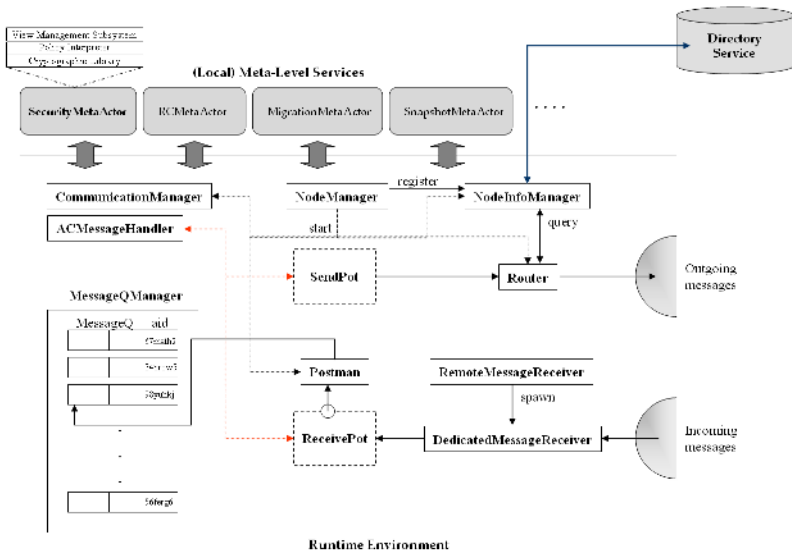 View Management Subsystem
Policy Interpreter
Cryptographic Library
Directory
Service
(Local) Meta-Level Services
SecurityMetaActor
RCMetaActor
MigrationMetaActor
SnapshotMetaActor
. . . .
CommunicationManager
NodeManager
register
NodeInfoManager
ACMessageHandler
start
query
SendPot
Router
Outgoing
messages
MessageQManager
MessageQ
aid
Postman
RemoteMessageReceiver
spawn
ReceivePot
DedicatedMessageReceiver
Incoming
messages
56ferg6
Runtime Environment